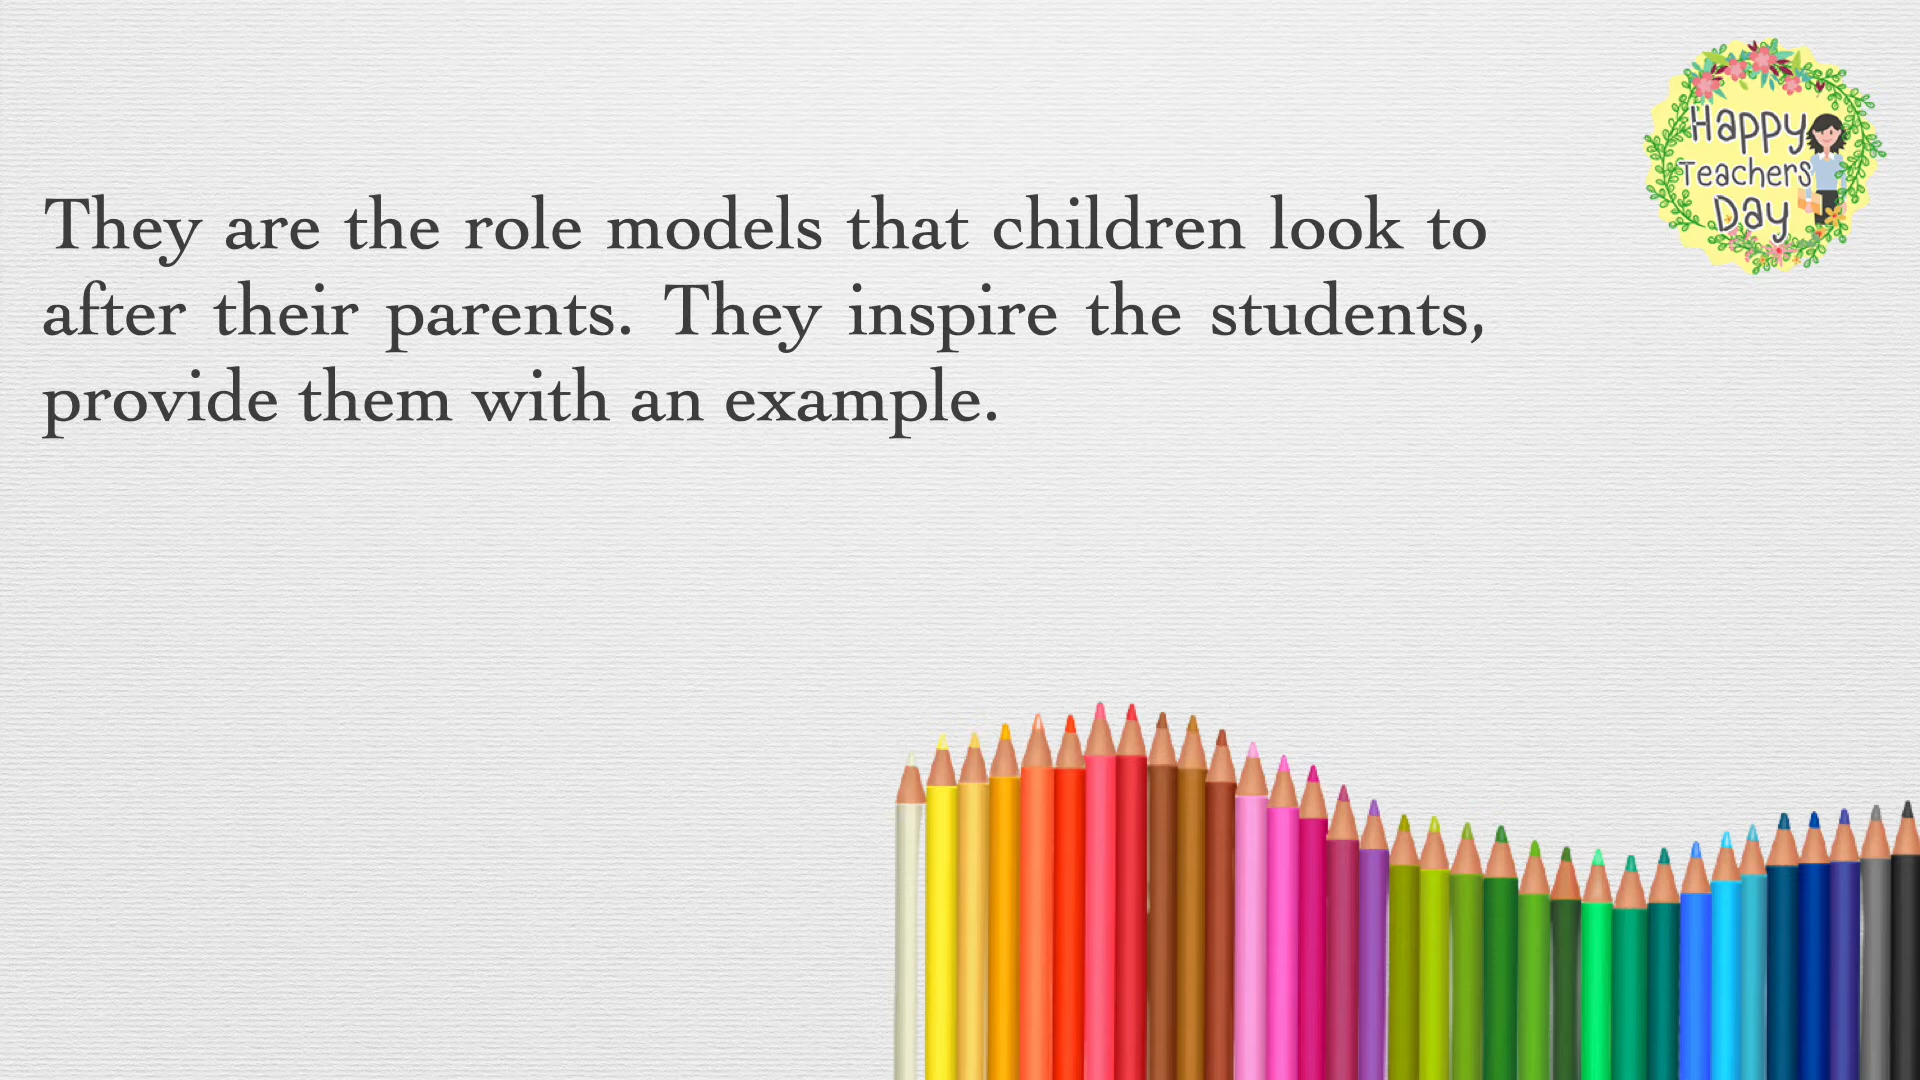 Happy
Teachers
Day
They are the role models that children look to
after their parents. They inspire the students,
provide them with an example.